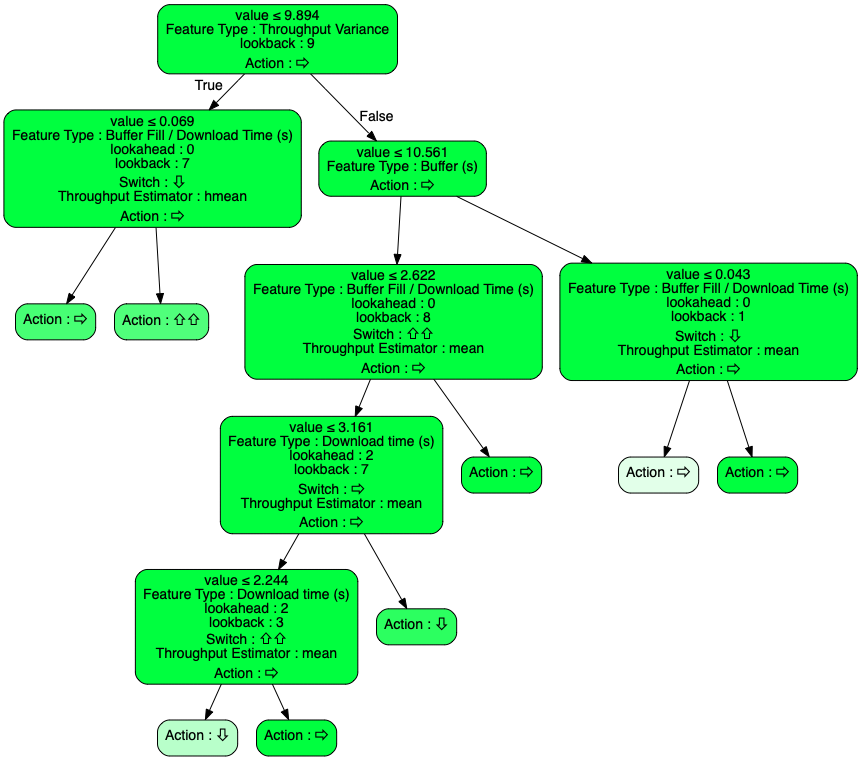 value ≤ 9.894
Feature Type : Throughput Variance
lookback : 9
Action : ⇨
True
False
value ≤ 0.069
Feature Type : Buffer Fill / Download Time (s)
lookahead : 0
lookback : 7
Switch : ⇩
Throughput Estimator : hmean
Action : ⇨
value ≤ 10.561
Feature Type : Buffer (s)
Action : ⇨
Action : ⇨
Action : ⇧⇧
value ≤ 2.622
Feature Type : Buffer Fill / Download Time (s)
lookahead : 0
lookback : 8
Switch : ⇧⇧
Throughput Estimator : mean
Action : ⇨
value ≤ 0.043
Feature Type : Buffer Fill / Download Time (s)
lookahead : 0
lookback : 1
Switch : ⇩
Throughput Estimator : mean
Action : ⇨
value ≤ 3.161
Feature Type : Download time (s)
lookahead : 2
lookback : 7
Switch : ⇨
Throughput Estimator : mean
Action : ⇨
Action : ⇨
Action : ⇨
Action : ⇨
value ≤ 2.244
Feature Type : Download time (s)
lookahead : 2
lookback : 3
Switch : ⇧⇧
Throughput Estimator : mean
Action : ⇨
Action : ⇩
Action : ⇩
Action : ⇨